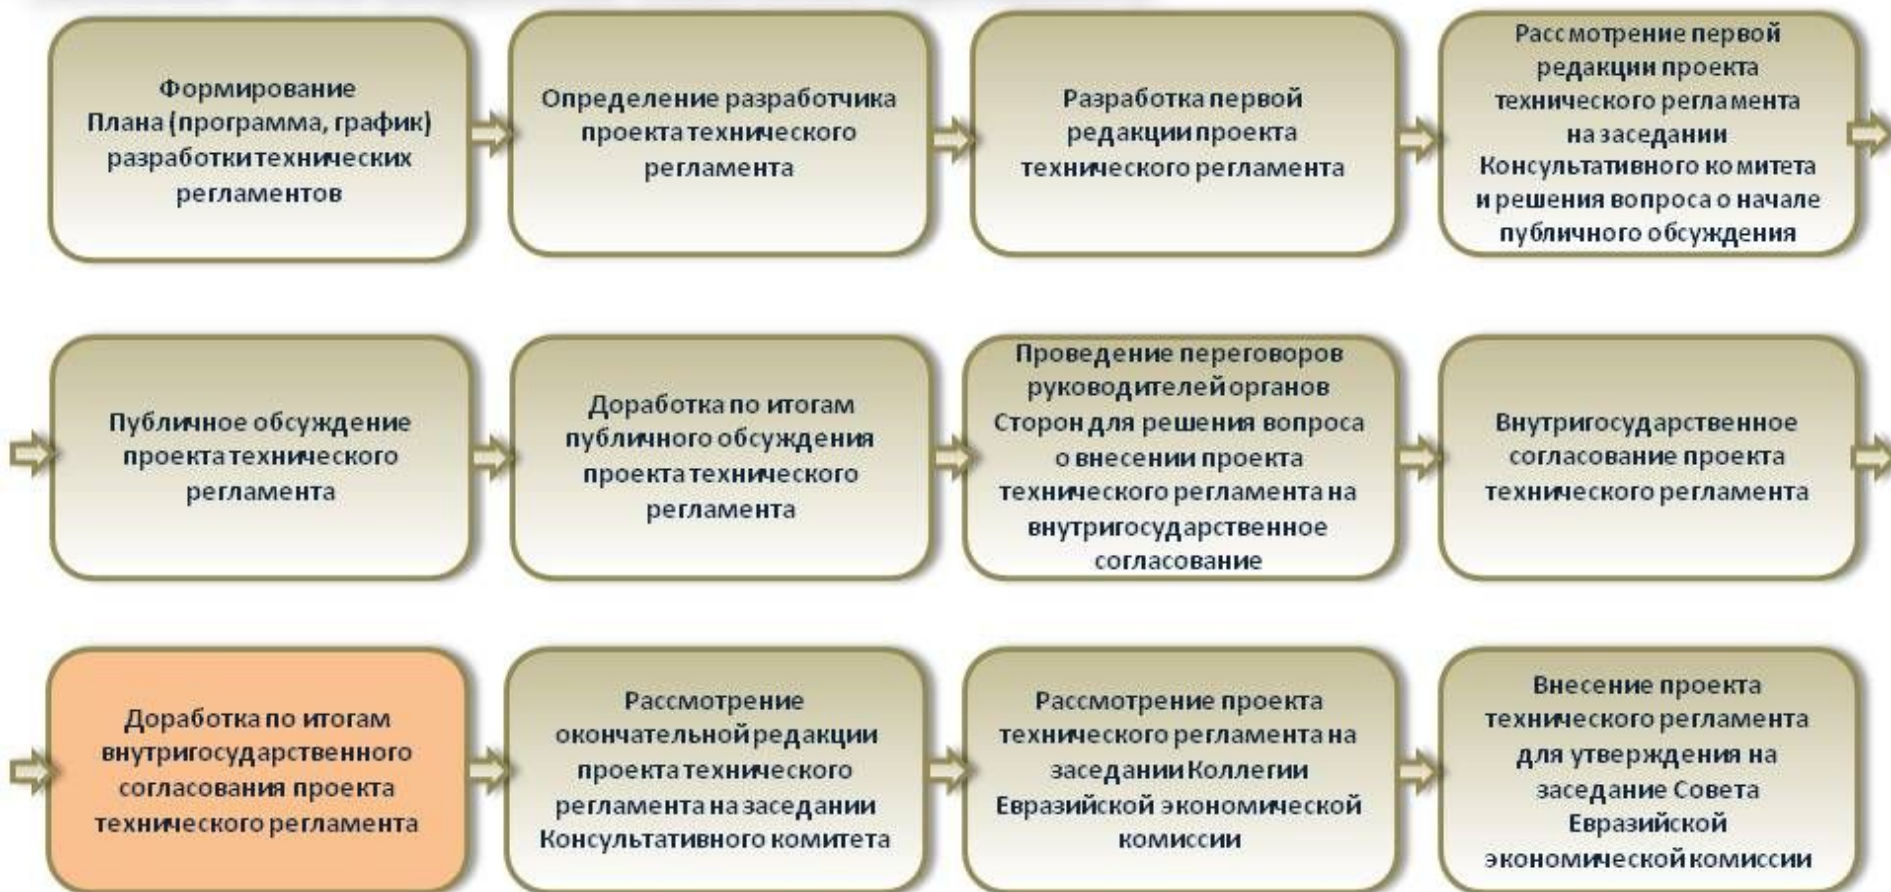 Формирование
Плана (программа, график)
разработки технических
регламентов
Определение разработчика
проекта технического
регламента
Разработка первой
редакции проекта
технического регламента
Рассмотрение первой
редакции проекта
технического регламента
на заседании
Консультативного комитета
и решения вопроса о начале
публичного обсуждения
Публичное обсуждение
проекта технического
регламента
Доработка по итогам
публичного обсуждения
проекта технического
регламента
Проведение переговоров
руководителей органов
Сторон для решения вопроса
о внесении проекта
технического регламента на
внутригосударственное
согласование
Внутригосударственное
согласование проекта
технического регламента
Доработка по итогам
внутригосударственного
согласования проекта
технического регламента
Рассмотрение
окончательной редакции
проекта технического
регламента на заседании
Консультативного комитета
Рассмотрение проекта
технического регламента на
заседании Коллегии
Евразийской экономической
комиссии
Внесение проекта
технического регламента
для утверждения на
заседание Совета
Евразийской
экономической комиссии